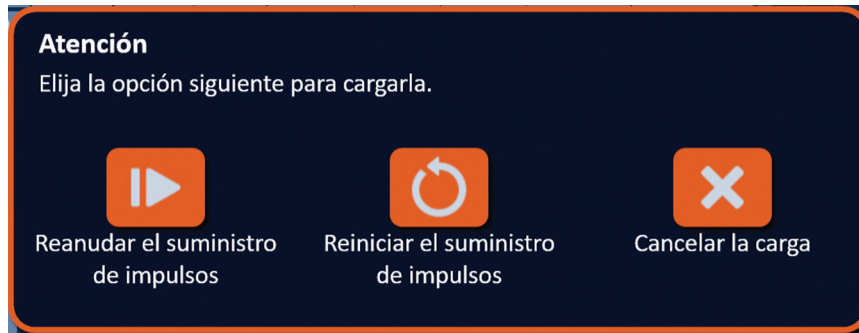 Atención
Elija la opción siguiente para cargarla.
Reanudar el suministro
de impulsos
Reiniciar el suministro
de impulsos
Cancelar la carga